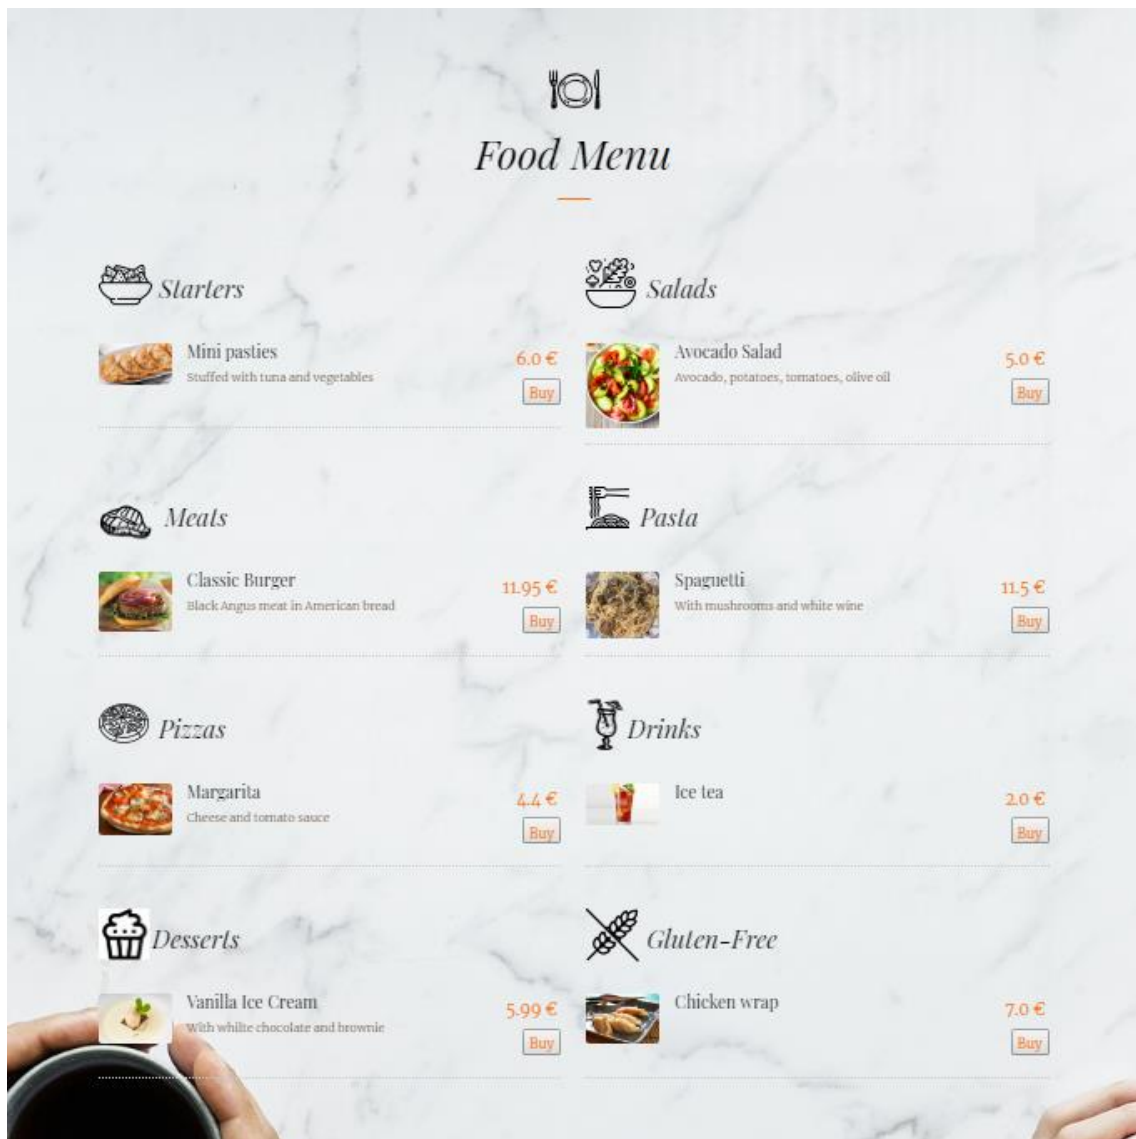 Food Menu
Starters
Mini pasties
6.0 €
Stuffed with tuna and vegetables
Buy
Salads
Avocado Salad
5.0 €
Avocado, potatoes, tomatoes, olive oil
Buy
Meats
Classic Burger
11.95 €
Black Angus meat in American bread
Buy
Pasta
Spaguetti
11.5 €
With mushrooms and white wine
Buy
Pizzas
Margarita
4.4 €
Cheese and tomato sauce
Buy
Drinks
Ice tea
2.0 €
Buy
Desserts
Vanilla Ice Cream
5.99 €
With whilte chocolate and brownie
Buy
Gluten-Free
Chicken wrap
7.0 €
Buy